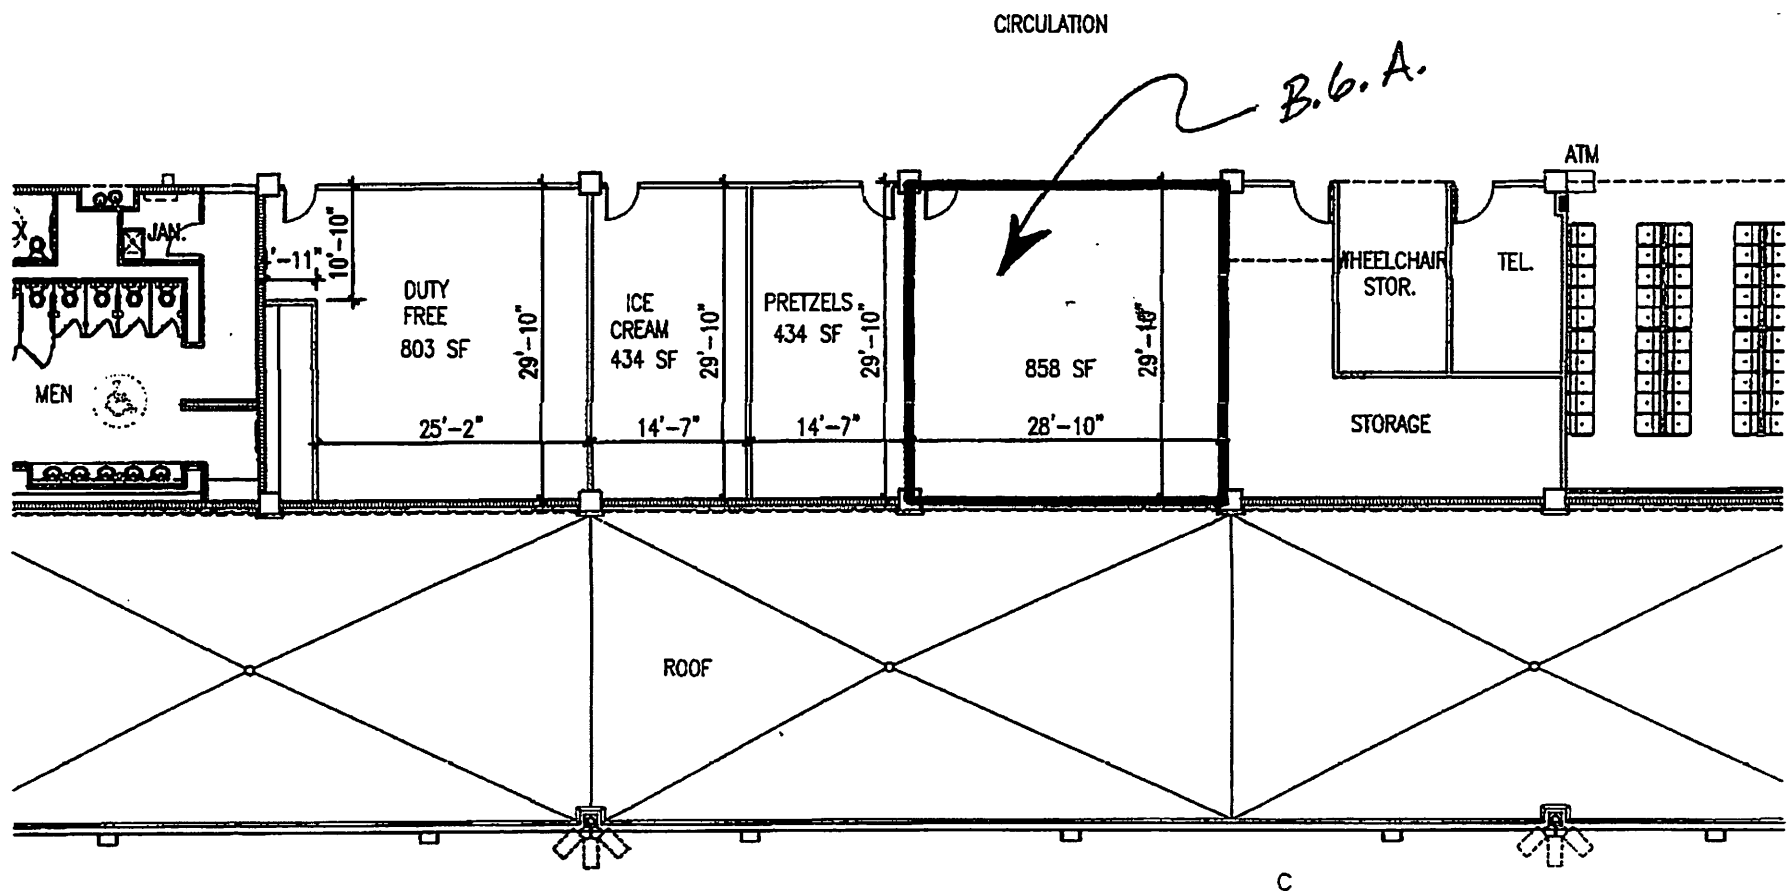 CIRCULATION
B.G.A.
ATM
JAN.
'-11"
10'-10"
DUTY
FREE
803 SF
29'-10"
25'-2"
ICE
CREAM
434 SF
29'-10"
14'-7"
PRETZELS
434 SF
29'-10"
14'-7"
858 SF
29'-10"
28'-10"
WHEELCHAIR
STOR.
TEL.
STORAGE
MEN
ROOF
C